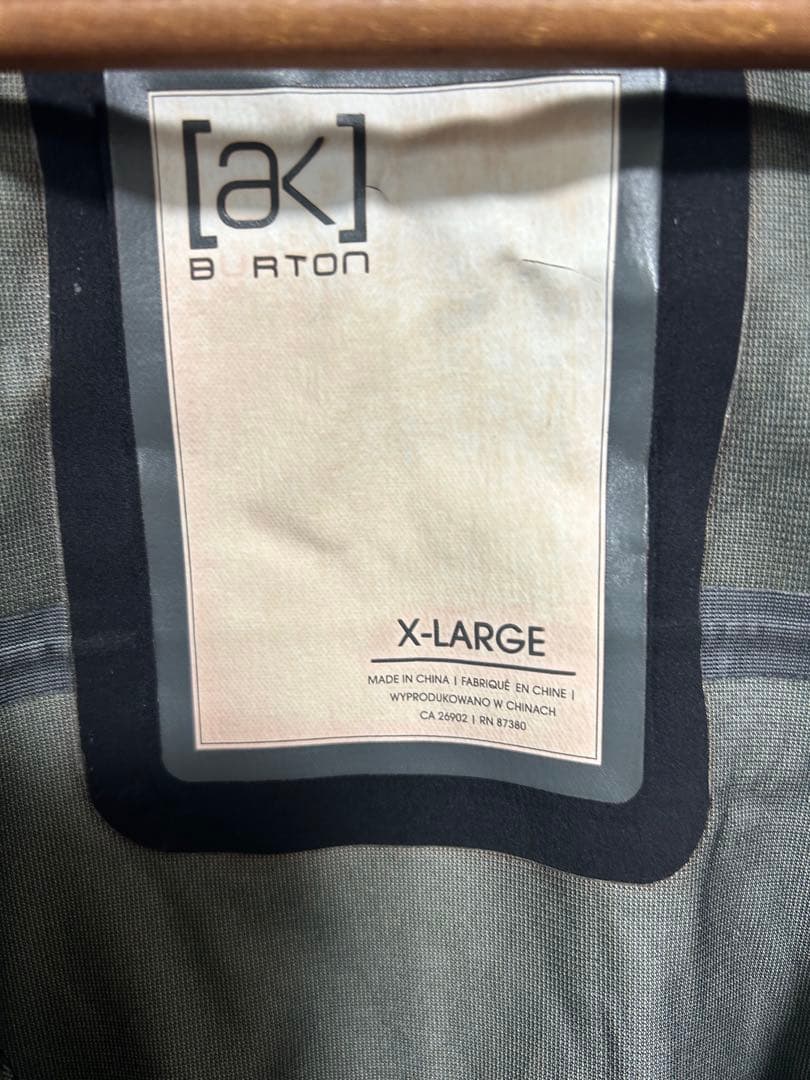 [ak]
BURTON
X-LARGE
MADE IN CHINA | FABRIQUÉ EN CHINE |
WYPRODUKOWANO W CHINACH
CA 26902 | RN 87380